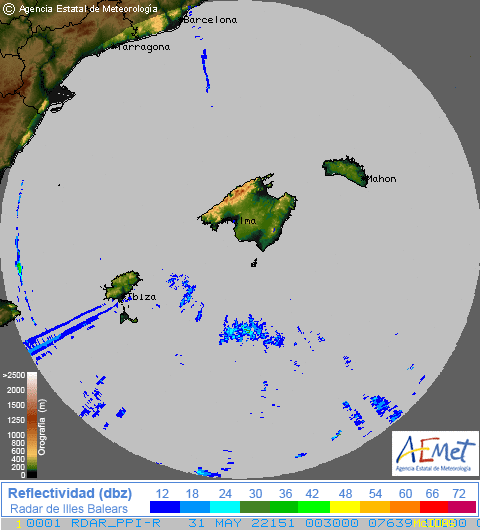 © Agencia Estatal de Meteorología
Barcelona
Tarragona
Mahon
Ibiza
>2500
2000
1500
1000
800
600
400
200
0
Orografía (m)
AEMet
Agencia Estatal de Meteorología
Reflectividad (dbz)
Radar de Illes Balears
12 18 24 30 36 42 48 54 60 66 72
1 0001 RDAR_PPI-R 31 MAY 22151 003000 07639